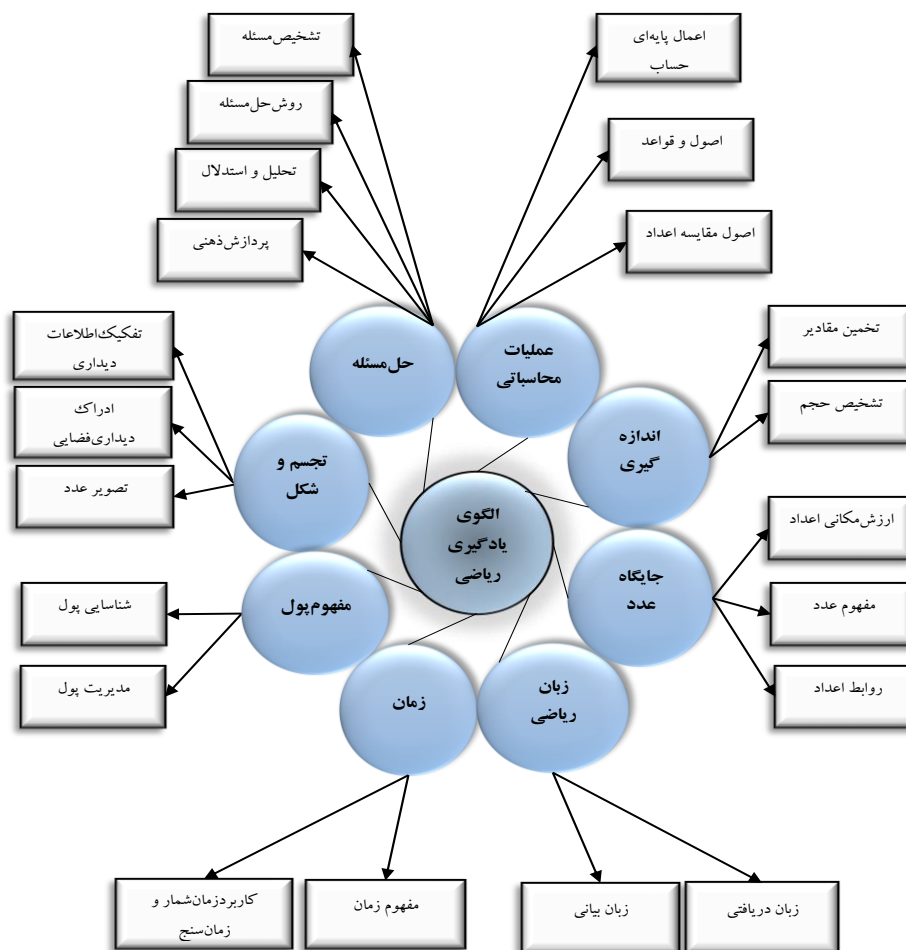 تشخیص‌مسئله
اعمال پایه‌ای
حساب
روش‌حل‌مسئله
اصول و قواعد
تحلیل و استدلال
پردازش‌ذهنی
اصول مقایسه اعداد
تفکیک‌اطلاعات
دیداری
ادراک
دیداری‌فضایی
تصویر عدد
حل‌مسئله
عملیات
محاسباتی
تخمین مقادیر
تشخیص حجم
اندازه
گیری
تجسم و
شکل
الگوی
یادگیری
ریاضی
جایگاه
عدد
ارزش‌مکانی اعداد
مفهوم عدد
روابط اعداد
مفهوم‌پول
شناسایی پول
مدیریت پول
زمان
زبان
ریاضی
کاربردزمان‌شمار و
زمان‌سنج
مفهوم زمان
زبان بیانی
زبان دریافتی